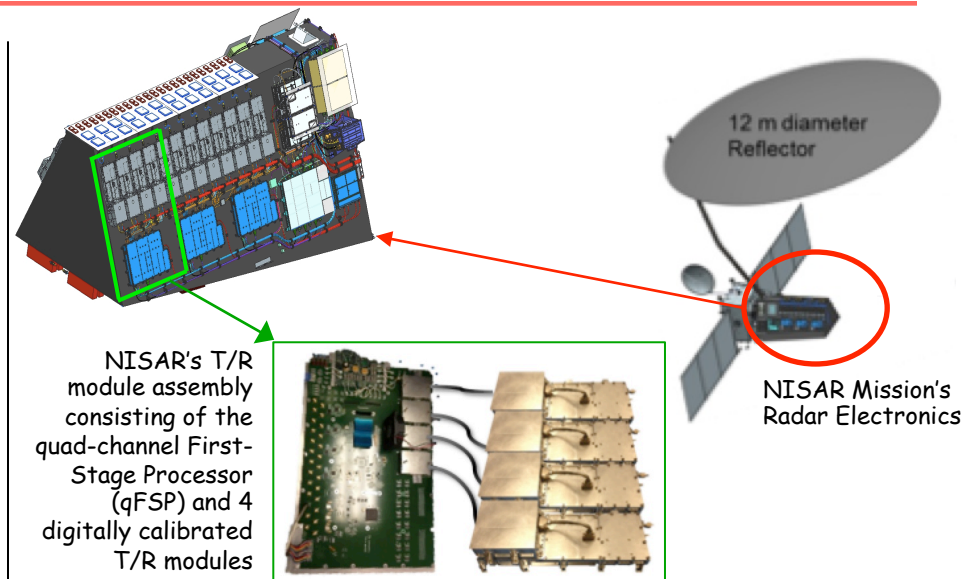 12 m diameter
Reflector
NISAR's T/R
module assembly
consisting of the
quad-channel First-
Stage Processor
(qFSP) and 4
digitally calibrated
T/R modules
NISAR Mission's
Radar Electronics